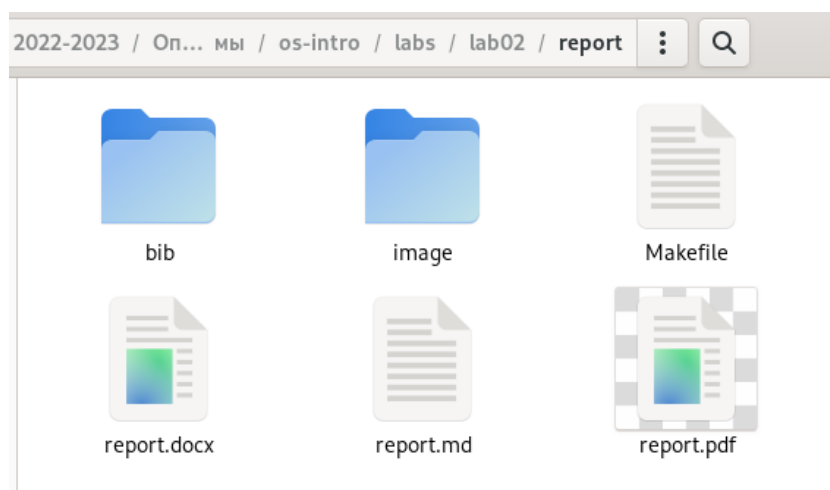 2022-2023 / Оп... мы / os-intro / labs / lab02 / report
bib image Makefile
report.docx report.md report.pdf